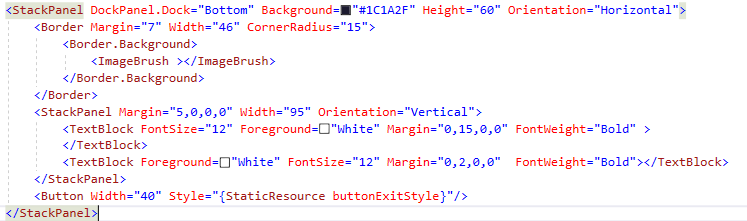 <StackPanel DockPanel.Dock="Bottom" Background="#1C1A2F" Height="60" Orientation="Horizontal">
<Border Margin="7" Width="46" CornerRadius="15">
<Border.Background>
<ImageBrush ></ImageBrush>
</Border.Background>
</Border>
<StackPanel Margin="5,0,0,0" Width="95" Orientation="Vertical">
<TextBlock FontSize="12" Foreground="White" Margin="0,15,0,0" FontWeight="Bold" >
</TextBlock>
<TextBlock Foreground="White" FontSize="12" Margin="0,2,0,0"  FontWeight="Bold"></TextBlock>
</StackPanel>
<Button Width="40" Style="{StaticResource buttonExitStyle}"/>
</StackPanel>